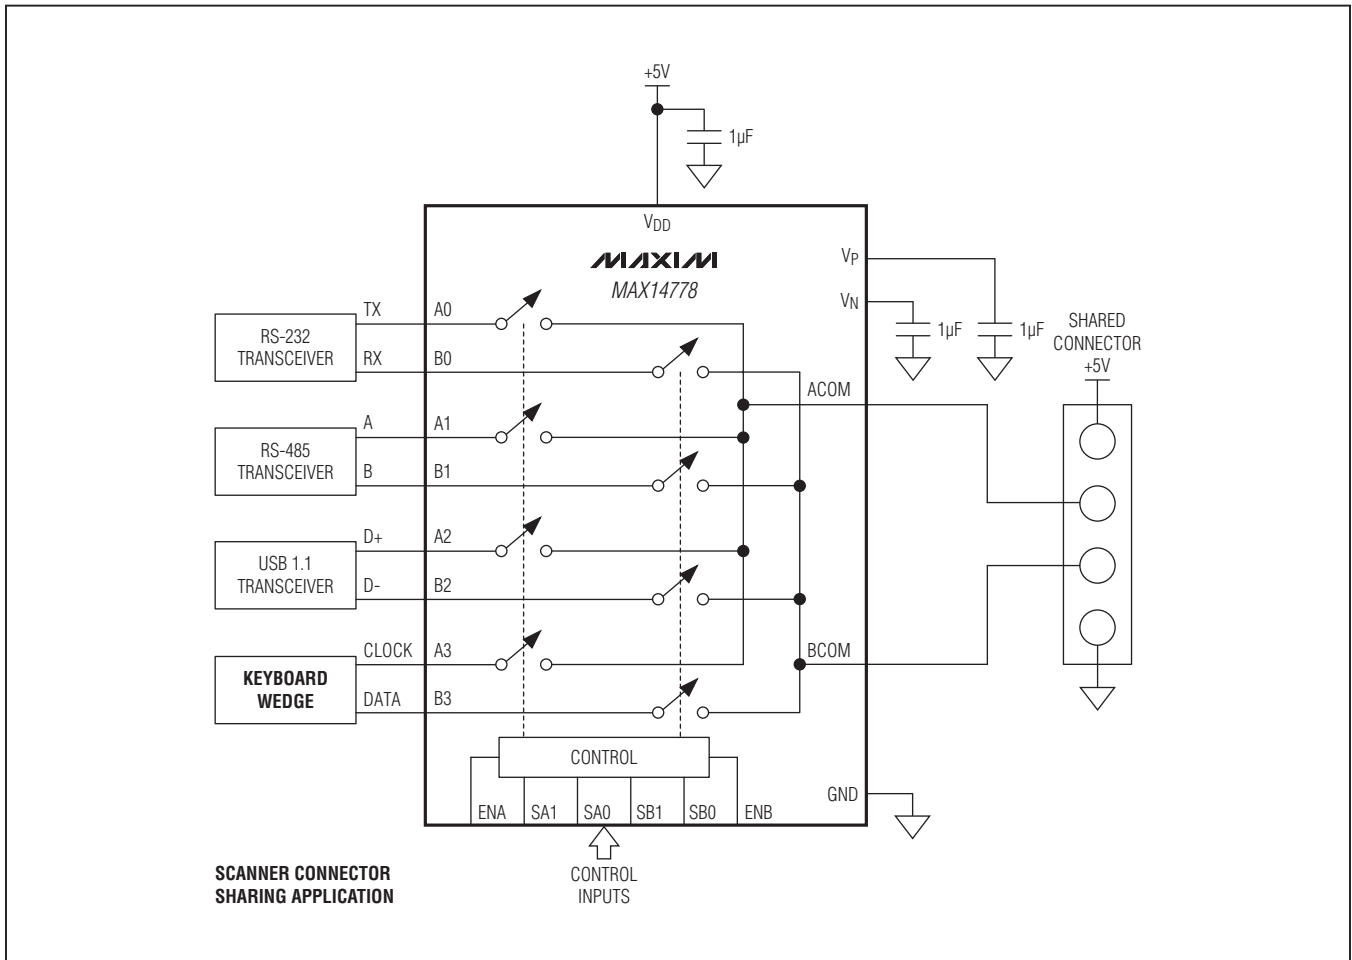 +5V
1µF
VDD
MAXIM
MAX14778
VP
VN
1µF
1µF
SHARED
CONNECTOR
+5V
RS-232
TRANSCEIVER
TX
A0
RX
B0
ACOM
RS-485
TRANSCEIVER
A
A1
B
B1
USB 1.1
TRANSCEIVER
D+
A2
D-
B2
KEYBOARD
WEDGE
CLOCK
A3
DATA
B3
BCOM
CONTROL
GND
ENA
SA1
SA0
SB1
SB0
ENB
CONTROL
INPUTS
SCANNER CONNECTOR
SHARING APPLICATION